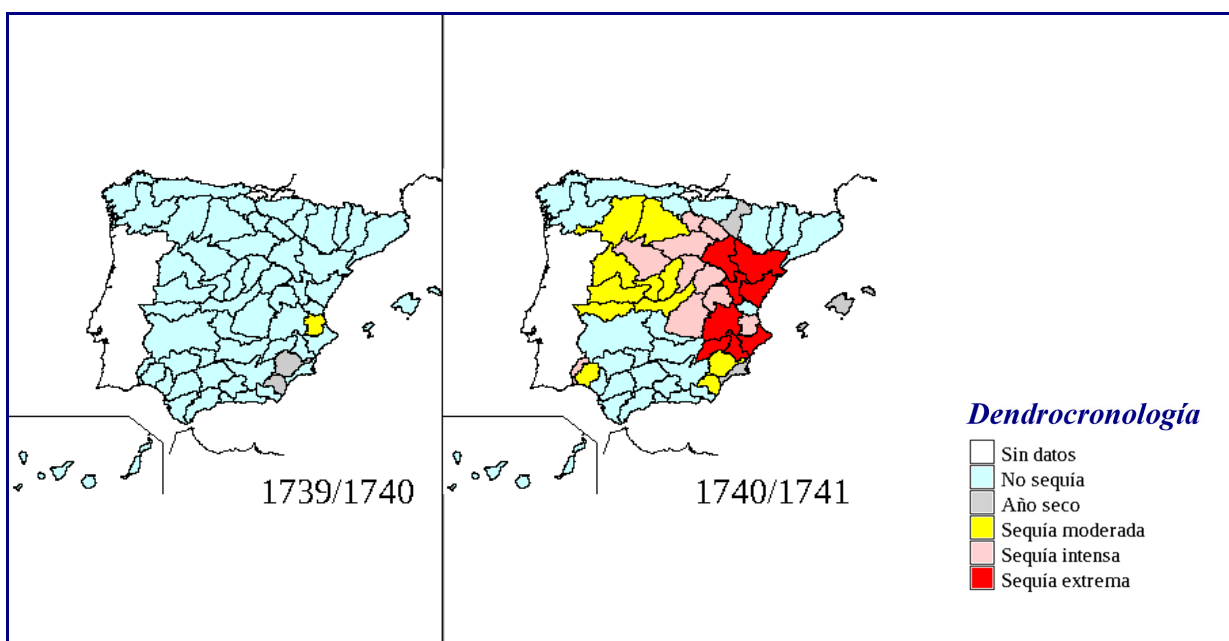 1739/1740
1740/1741
Dendrocronología
Sin datos
No sequía
Año seco
Sequía moderada
Sequía intensa
Sequía extrema